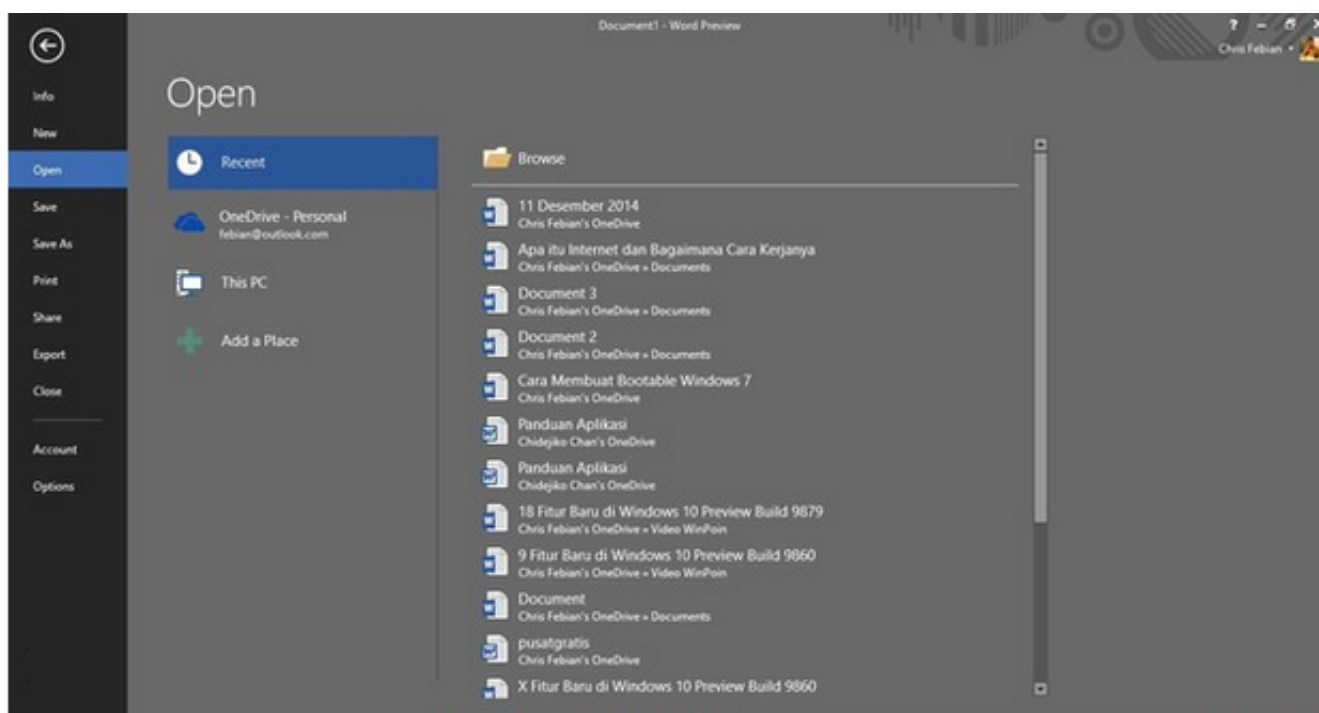 Document1 - Word Preview
?
Chris Febian
Info
New
Open
Save
Save As
Print
Share
Export
Close
Account
Options
Open
Recent
OneDrive - Personal
febian@outlook.com
This PC
Add a Place
Browse
11 Desember 2014
Chris Febian's OneDrive
Apa itu Internet dan Bagaimana Cara Kerjanya
Chris Febian's OneDrive » Documents
Document 3
Chris Febian's OneDrive » Documents
Document 2
Chris Febian's OneDrive » Documents
Cara Membuat Bootable Windows 7
Chris Febian's OneDrive
Panduan Aplikasi
Chidejiko Chan's OneDrive
Panduan Aplikasi
Chidejiko Chan's OneDrive
18 Fitur Baru di Windows 10 Preview Build 9879
Chris Febian's OneDrive » Video WinPoin
9 Fitur Baru di Windows 10 Preview Build 9860
Chris Febian's OneDrive » Video WinPoin
Document
Chris Febian's OneDrive » Documents
pusatgratis
Chris Febian's OneDrive
X Fitur Baru di Windows 10 Preview Build 9860